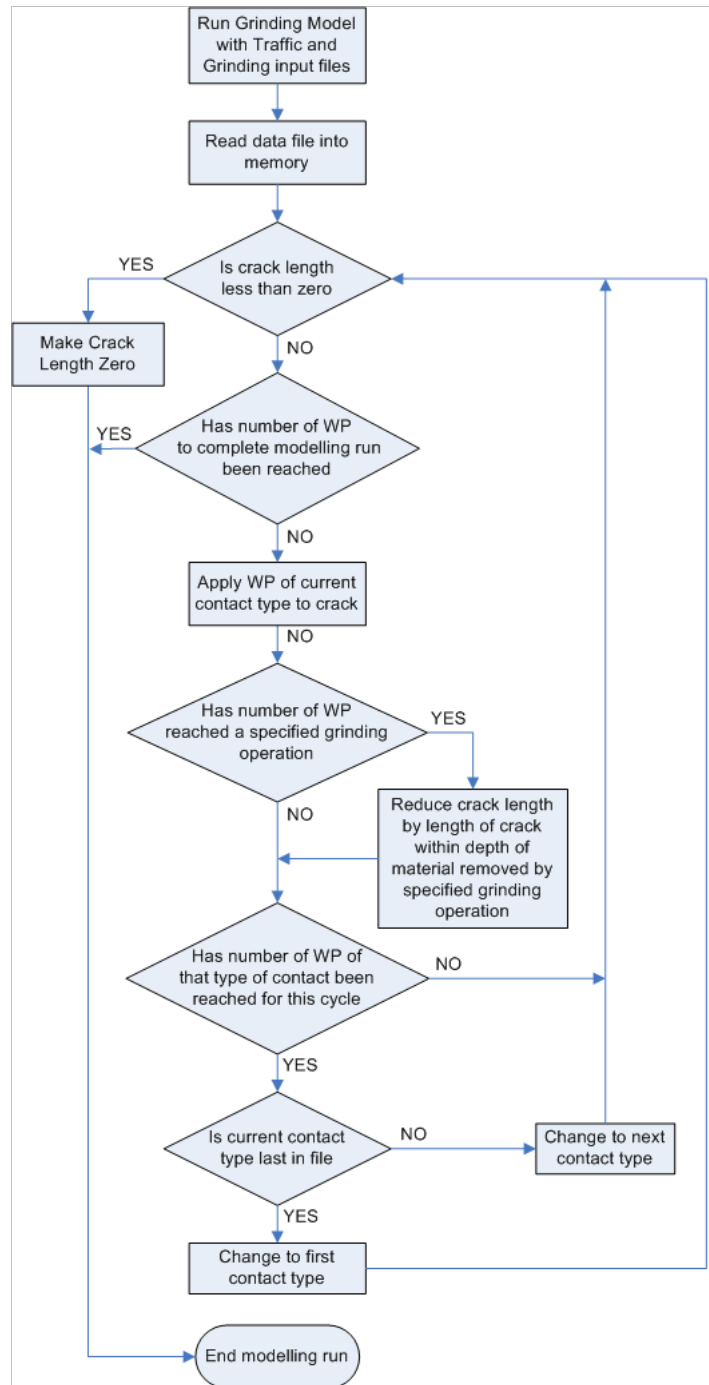 Run Grinding Model
with Traffic and
Grinding input files
Read data file into
memory
YES
Is crack length
less than zero
Make Crack
Length Zero
NO
YES
Has number of WP
to complete modelling run
been reached
NO
Apply WP of current
contact type to crack
NO
Has number of WP
reached a specified grinding
operation
YES
NO
Reduce crack length
by length of crack
within depth of
material removed by
specified grinding
operation
Has number of WP of
that type of contact been
reached for this cycle
NO
YES
Is current contact
type last in file
NO
Change to next
contact type
YES
Change to first
contact type
End modelling run